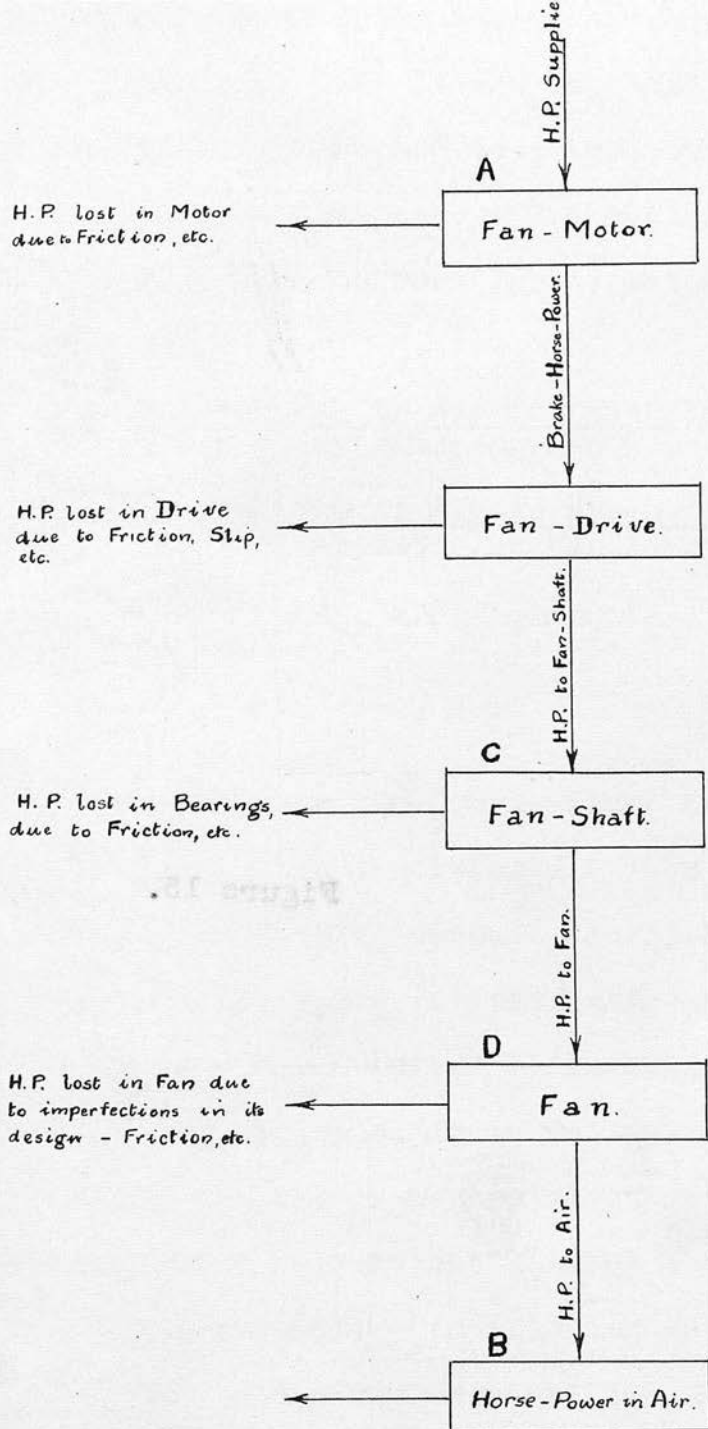 H.P. Supplie
A
Fan - Motor.
H.P. lost in Motor
due to Friction, etc.
Brake-Horse-Power.
Fan - Drive.
H.P. lost in Drive
due to Friction, Slip,
etc.
H.P. to Fan-Shaft.
C
Fan-Shaft.
H.P. lost in Bearings,
due to Friction, etc.
Figure 15.
H.P. to Fan.
D
Fan.
H.P. lost in Fan due
to imperfections in its
design - Friction, etc.
H.P. to Air.
B
Horse-Power in Air.